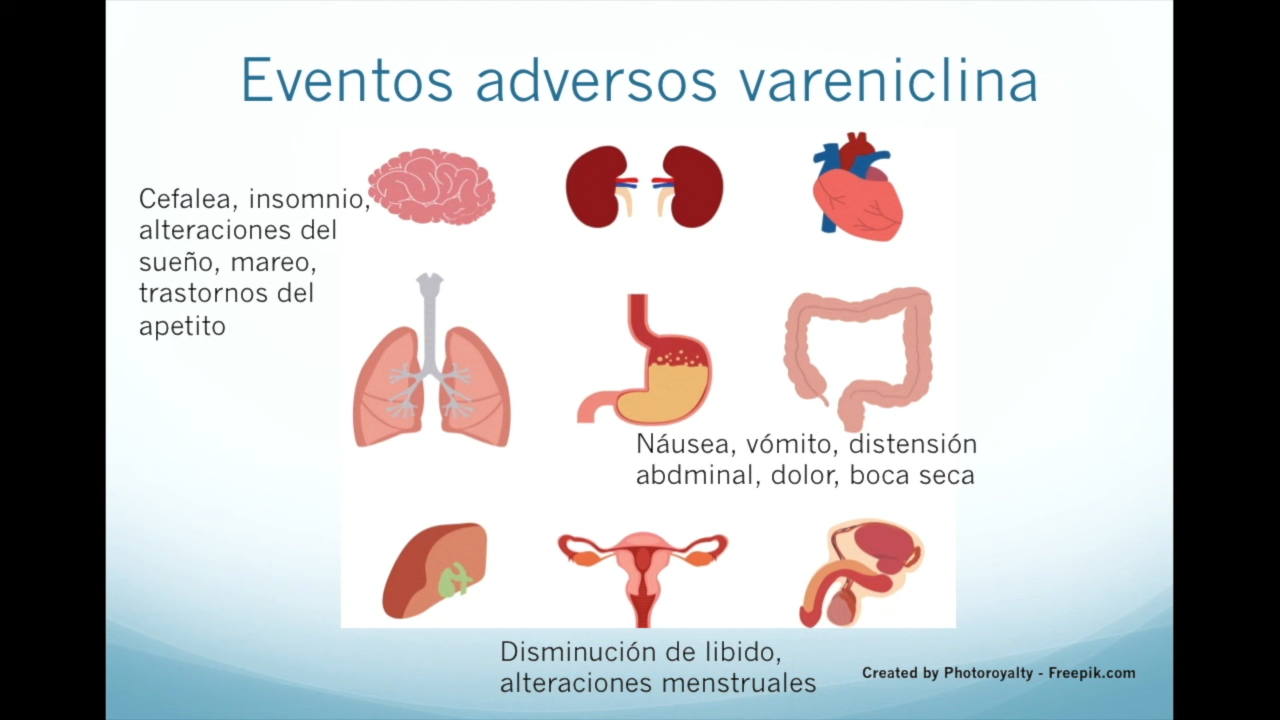 Eventos adversos vareniclina
Cefalea, insomnio,
alteraciones del
sueño, mareo,
trastornos del
apetito
Náusea, vómito, distensión
abdminal, dolor, boca seca
Disminución de libido,
alteraciones menstruales
Created by Photoroyalty - Freepik.com